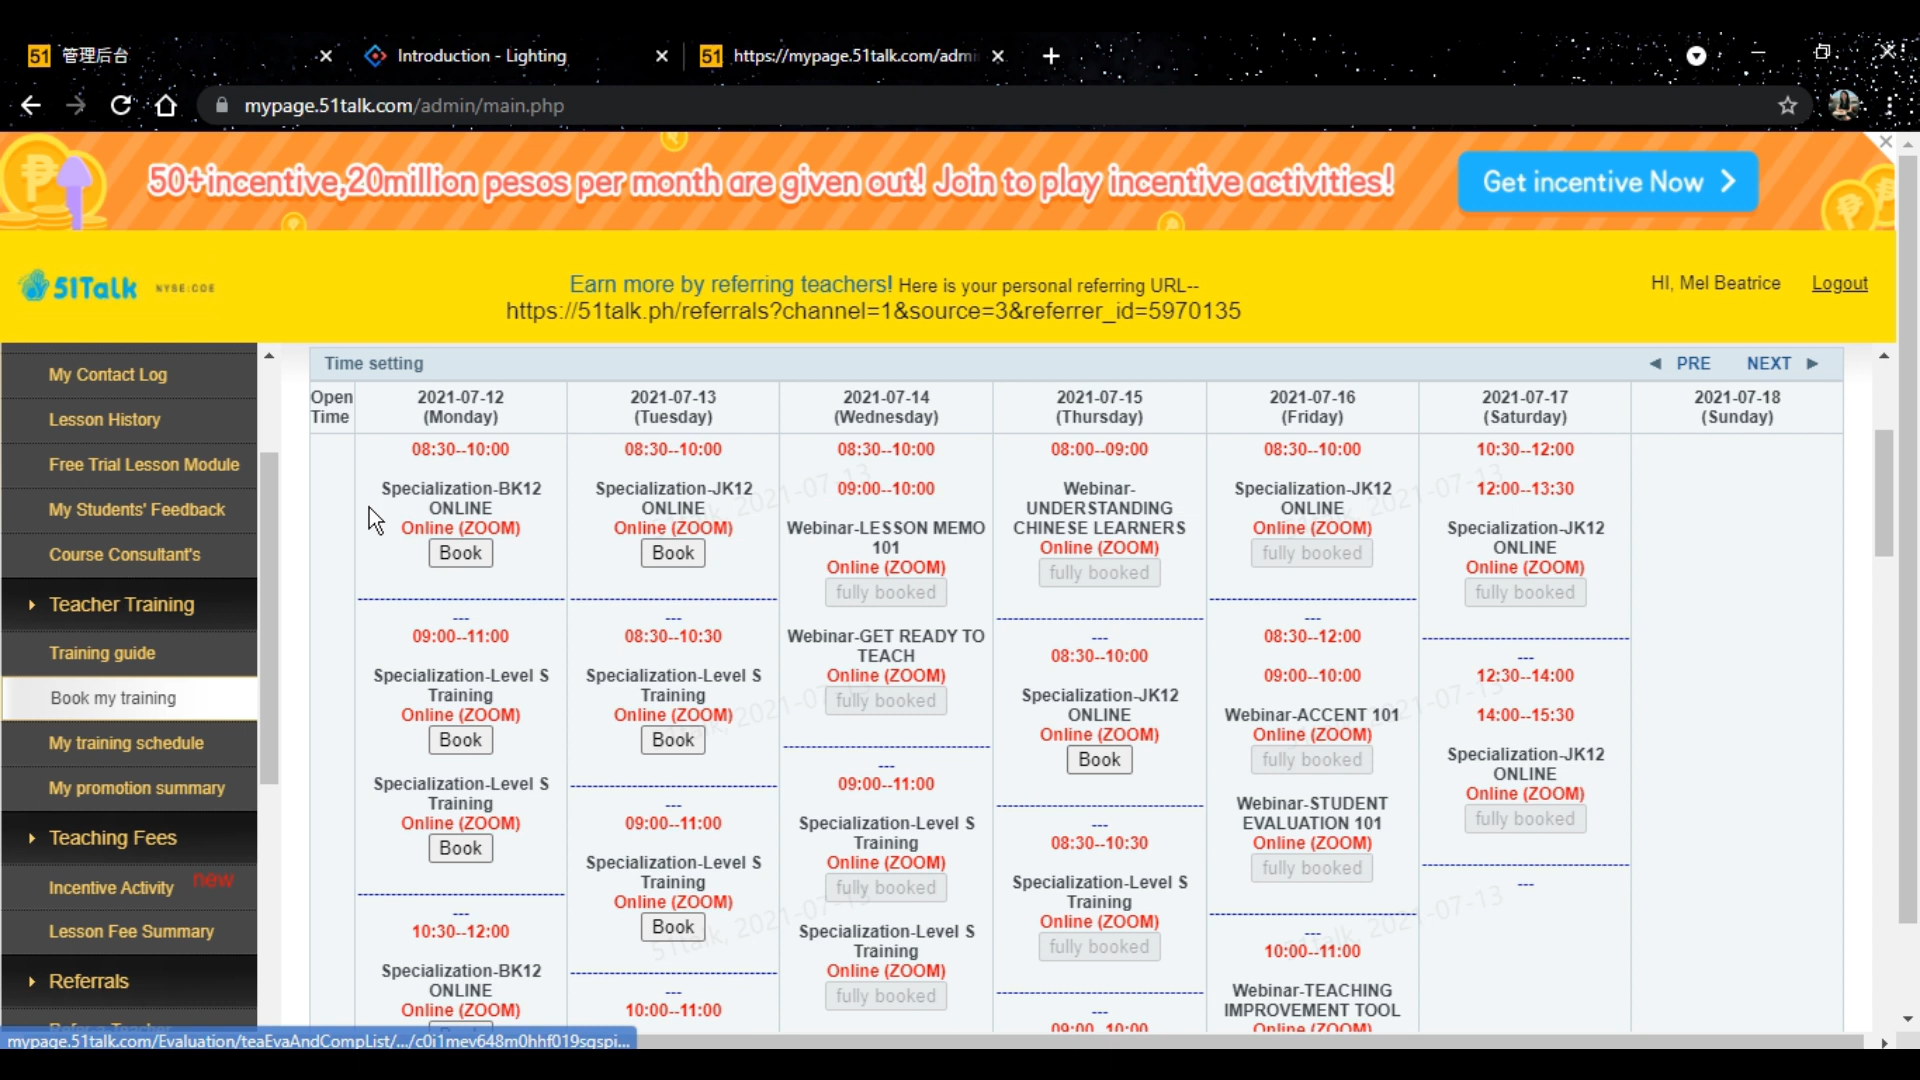 管理后台
Introduction - Lighting
https://mypage.51talk.com/adm
mypage.51talk.com/admin/main.php
50+incentive,20million pesos per month are given out! Join to play incentive activities!
Get incentive Now
51Talk NYSE:COE
Earn more by referring teachers! Here is your personal referring URL--
https://51talk.ph/referrals?channel=1&source=3&referrer_id=5970135
HI, Mel Beatrice Logout
My Contact Log
Lesson History
Free Trial Lesson Module
My Students' Feedback
Course Consultant's
Teacher Training
Training guide
Book my training
My training schedule
My promotion summary
Teaching Fees
Incentive Activity new
Lesson Fee Summary
Referrals
Refer a Teacher
mypage.51talk.com/Evaluation/teaEvaAndCompList/.../c0i1mev648m0hhf019sgspi...
Time setting
PRE NEXT
Open
Time
2021-07-12
(Monday)
08:30--10:00
Specialization-BK12
ONLINE
Online (ZOOM)
Book
---
09:00--11:00
Specialization-Level S
Training
Online (ZOOM)
Book
Specialization-Level S
Training
Online (ZOOM)
Book
---
10:30--12:00
Specialization-BK12
ONLINE
Online (ZOOM)
2021-07-13
(Tuesday)
08:30--10:00
Specialization-JK12
ONLINE
Online (ZOOM)
Book
---
08:30--10:30
Specialization-Level S
Training
Online (ZOOM)
Book
---
09:00--11:00
Specialization-Level S
Training
Online (ZOOM)
Book
---
10:00--11:00
2021-07-14
(Wednesday)
08:30--10:00
09:00--10:00
Webinar-LESSON MEMO
101
Online (ZOOM)
fully booked
Webinar-GET READY TO
TEACH
Online (ZOOM)
fully booked
---
09:00--11:00
Specialization-Level S
Training
Online (ZOOM)
fully booked
Specialization-Level S
Training
Online (ZOOM)
fully booked
2021-07-15
(Thursday)
08:00--09:00
Webinar-
UNDERSTANDING
CHINESE LEARNERS
Online (ZOOM)
fully booked
---
08:30--10:00
Specialization-JK12
ONLINE
Online (ZOOM)
Book
---
08:30--10:30
Specialization-Level S
Training
Online (ZOOM)
fully booked
---
09:00--10:00
2021-07-16
(Friday)
08:30--10:00
Specialization-JK12
ONLINE
Online (ZOOM)
fully booked
---
08:30--12:00
09:00--10:00
Webinar-ACCENT 101
Online (ZOOM)
fully booked
Webinar-STUDENT
EVALUATION 101
Online (ZOOM)
fully booked
---
10:00--11:00
Webinar-TEACHING
IMPROVEMENT TOOL
Online (ZOOM)
2021-07-17
(Saturday)
10:30--12:00
12:00--13:30
Specialization-JK12
ONLINE
Online (ZOOM)
fully booked
---
12:30--14:00
14:00--15:30
Specialization-JK12
ONLINE
Online (ZOOM)
fully booked
---
2021-07-18
(Sunday)